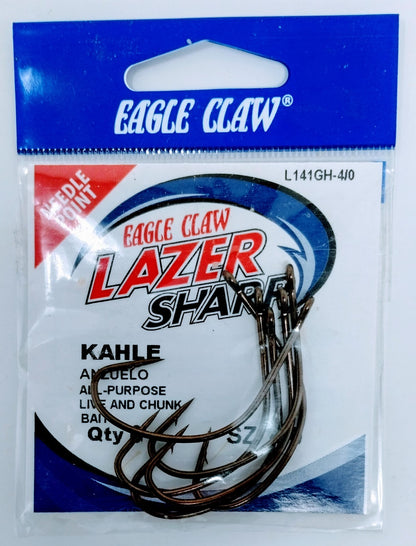 EAGLE CLAW®
L141GH-4/0
NEEDLE
POINT
EAGLE CLAW
LAZER
SHARP
KAHLE
ANZUELO
ALL-PURPOSE
LIVE AND CHUNK
BAIT
Qty
SZ